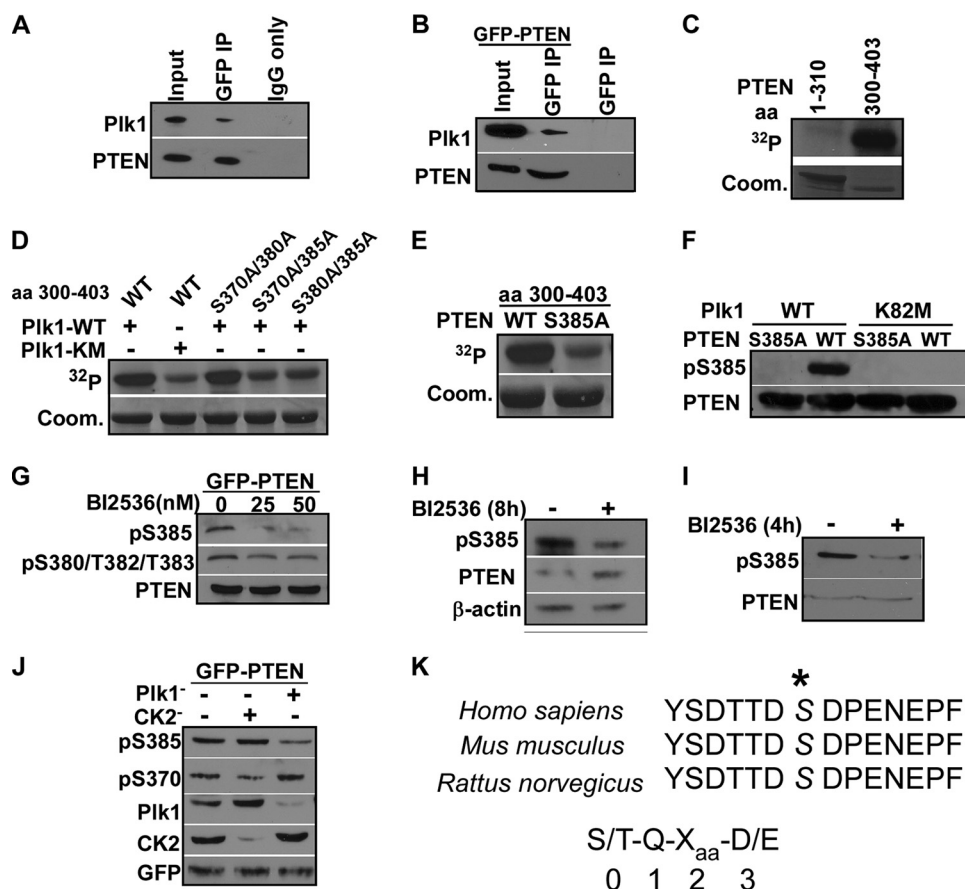 A
Input
GFP IP
IgG only
Plk1
PTEN
B
GFP-PTEN
Input
GFP IP
GFP IP
Plk1
PTEN
C
PTEN
aa
1-310
300-403
32P
Coom.
D
aa 300-403
WT
WT
S370A/380A
S370A/385A
S380A/385A
Plk1-WT + - + + +
Plk1-KM - + - - -
32P
Coom.
E
aa 300-403
PTEN WT S385A
32P
Coom.
F
Plk1 WT K82M
PTEN S385A WT S385A WT
pS385
PTEN
G
GFP-PTEN
BI2536(nM) 0 25 50
pS385
pS380/T382/T383
PTEN
H
BI2536 (8h) - +
pS385
PTEN
β-actin
I
BI2536 (4h) - +
pS385
PTEN
J
GFP-PTEN
Plk1- - - +
CK2- - + -
pS385
pS370
Plk1
CK2
GFP
K
*
Homo sapiens YSDTTD S DPENEPF
Mus musculus YSDTTD S DPENEPF
Rattus norvegicus YSDTTD S DPENEPF
S/T-Q-Xaa-D/E
0 1 2 3